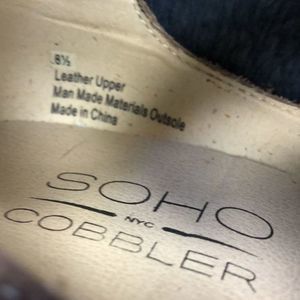 8½
Leather Upper
Man Made Materials Outsole
Made in China
SOHO
NYC
COBBLER